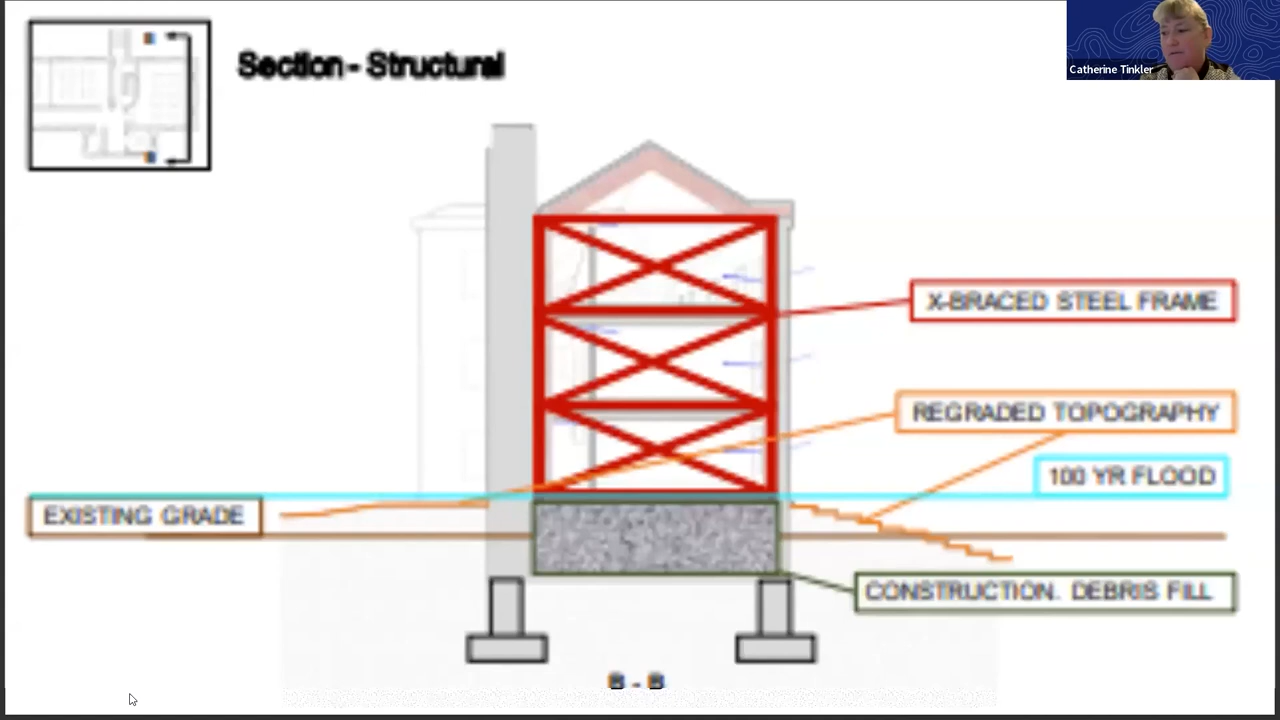 Section - Structural
Catherine Tinkler
X-BRACED STEEL FRAME
REGRADED TOPOGRAPHY
100 YR FLOOD
EXISTING GRADE
CONSTRUCTION. DEBRIS FILL
B - B